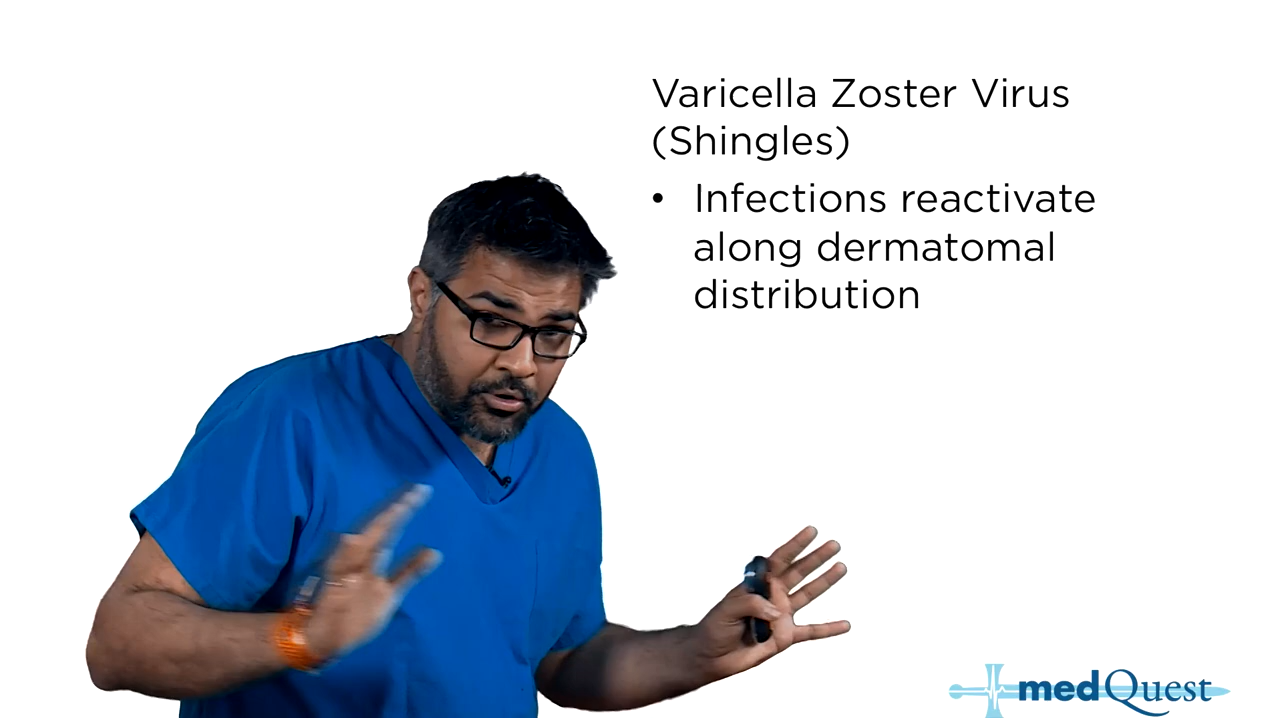 Varicella Zoster Virus
(Shingles)
• Infections reactivate
along dermatomal
distribution
medQuest